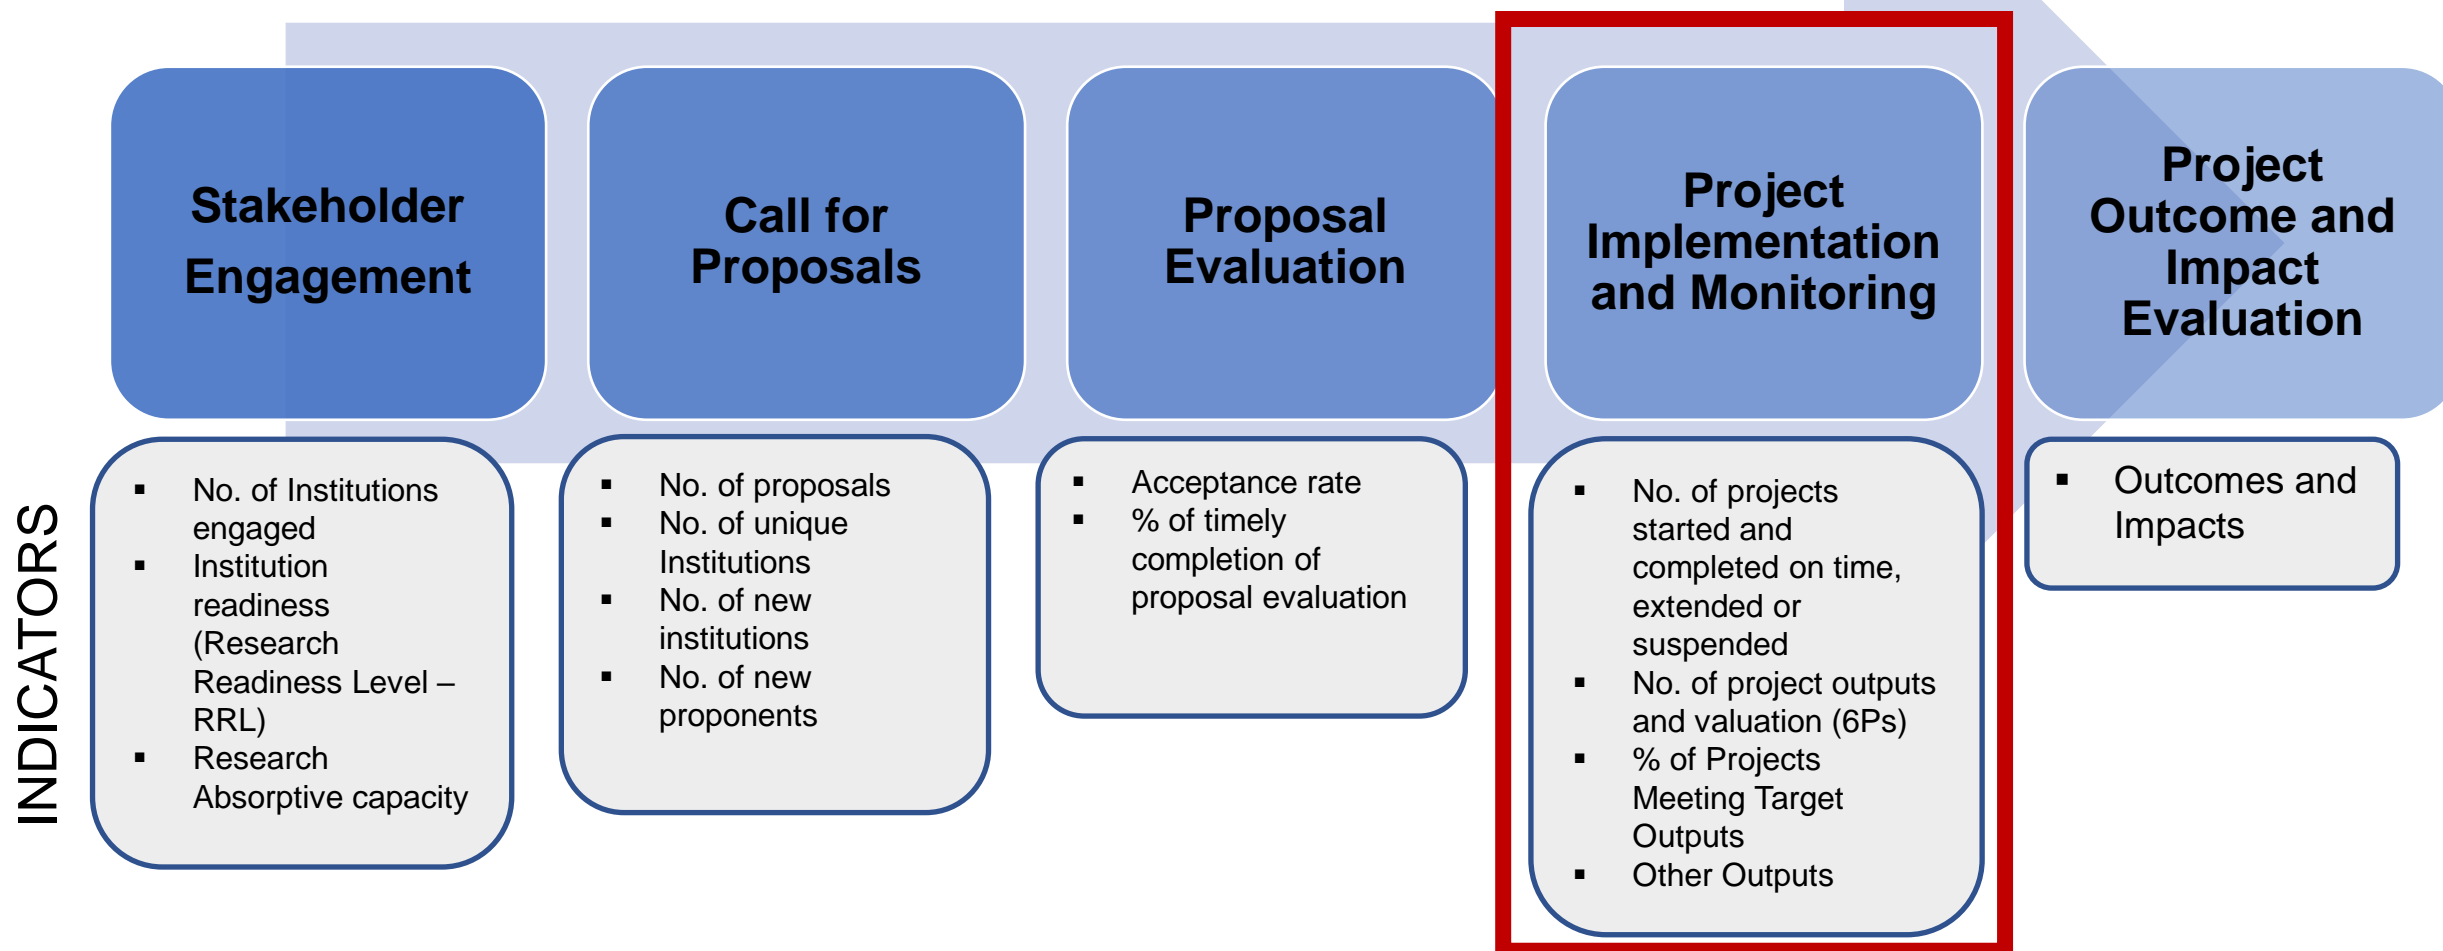 Stakeholder
Engagement
Call for
Proposals
Proposal
Evaluation
Project
Implementation
and Monitoring
Project
Outcome and
Impact
Evaluation
INDICATORS
▪ No. of Institutions
engaged
▪ Institution
readiness
(Research
Readiness Level –
RRL)
▪ Research
Absorptive capacity
▪ No. of proposals
▪ No. of unique
Institutions
▪ No. of new
institutions
▪ No. of new
proponents
▪ Acceptance rate
▪ % of timely
completion of
proposal evaluation
▪ No. of projects
started and
completed on time,
extended or
suspended
▪ No. of project outputs
and valuation (6Ps)
▪ % of Projects
Meeting Target
Outputs
▪ Other Outputs
▪ Outcomes and
Impacts